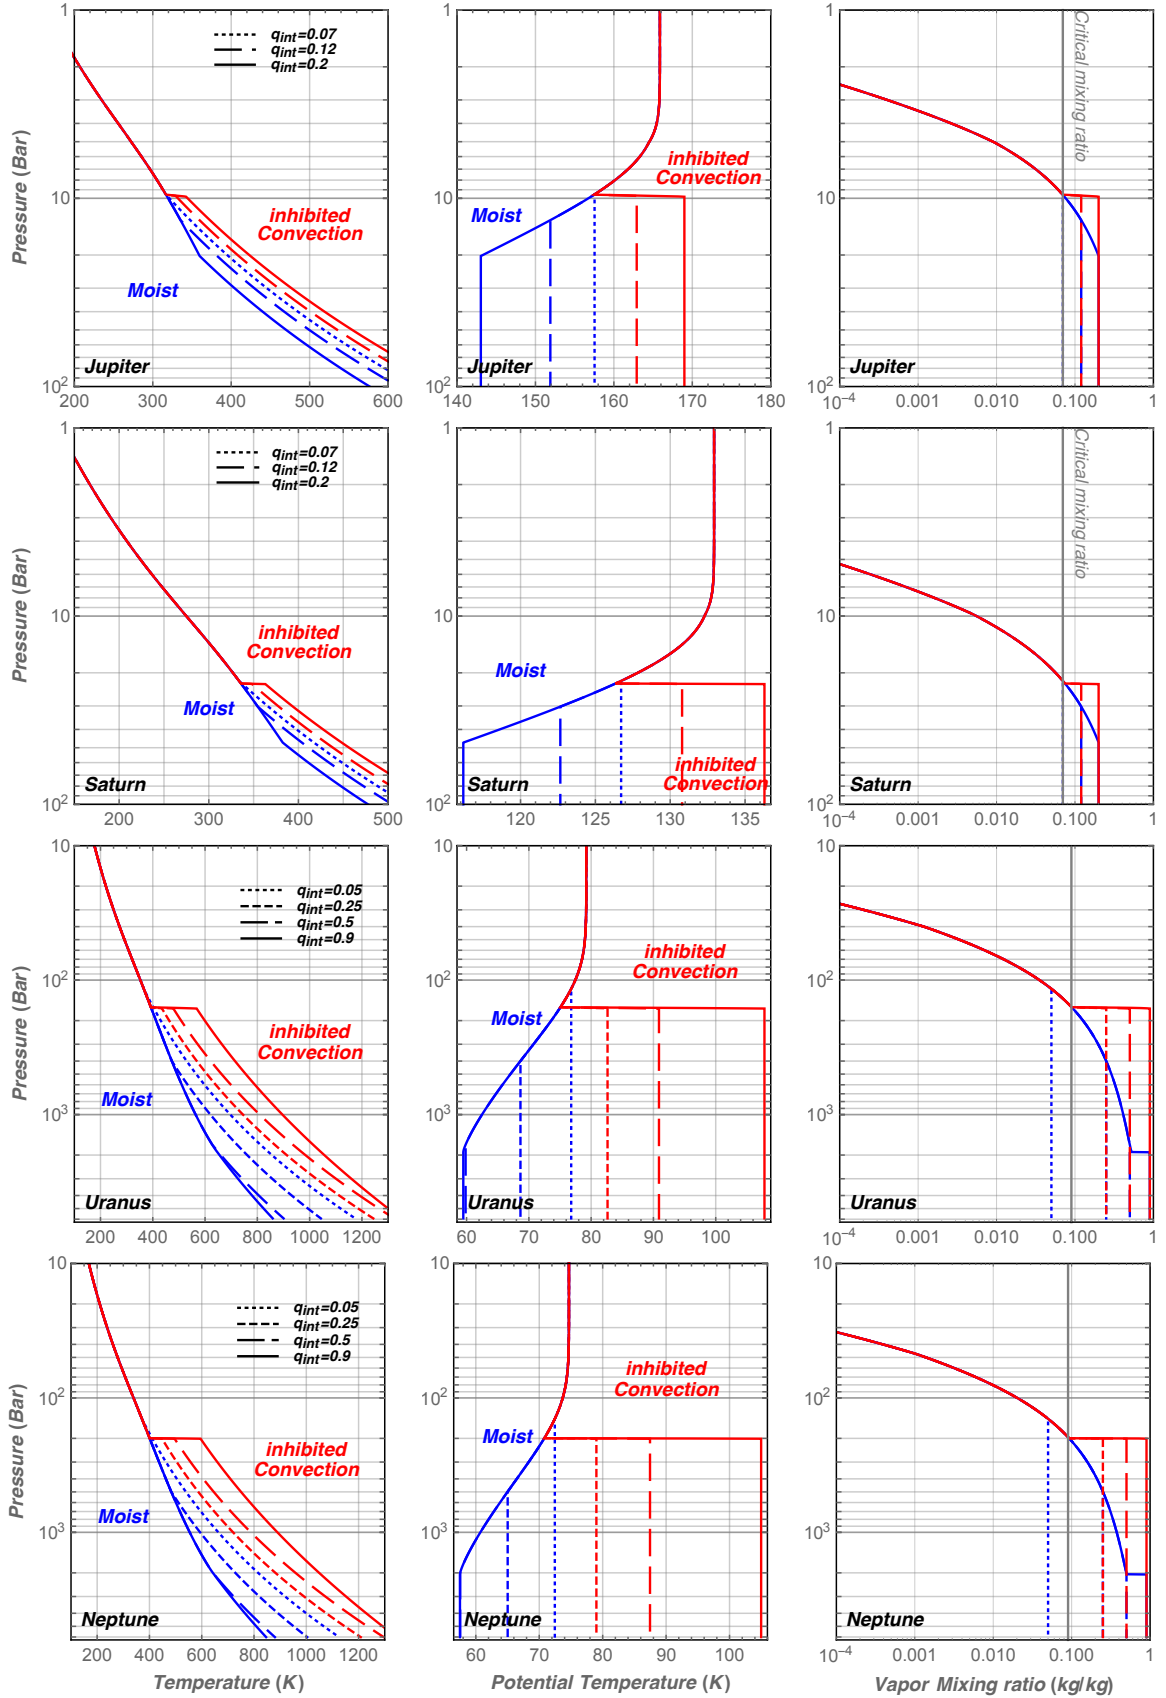 1
10
10²
Pressure (Bar)
q_int=0.07
q_int=0.12
q_int=0.2
inhibited
Convection
Moist
Jupiter
200 300 400 500 600
1
10
10²
inhibited
Convection
Moist
Jupiter
140 150 160 170 180
1
10
10²
Critical mixing ratio
Jupiter
10⁻⁴ 0.001 0.010 0.100 1
1
10
10²
Pressure (Bar)
q_int=0.07
q_int=0.12
q_int=0.2
inhibited
Convection
Moist
Saturn
200 300 400 500
1
10
10²
Moist
inhibited
Convection
Saturn
120 125 130 135
1
10
10²
Critical mixing ratio
Saturn
10⁻⁴ 0.001 0.010 0.100 1
10
10²
10³
Pressure (Bar)
q_int=0.05
q_int=0.25
q_int=0.5
q_int=0.9
inhibited
Convection
Moist
Uranus
200 400 600 800 1000 1200
10
10²
10³
inhibited
Convection
Moist
Uranus
60 70 80 90 100
10
10²
10³
Uranus
10⁻⁴ 0.001 0.010 0.100 1
10
10²
10³
Pressure (Bar)
q_int=0.05
q_int=0.25
q_int=0.5
q_int=0.9
inhibited
Convection
Moist
Neptune
200 400 600 800 1000 1200
Temperature (K)
10
10²
10³
inhibited
Convection
Moist
Neptune
60 70 80 90 100
Potential Temperature (K)
10
10²
10³
Neptune
10⁻⁴ 0.001 0.010 0.100 1
Vapor Mixing ratio (kg/kg)